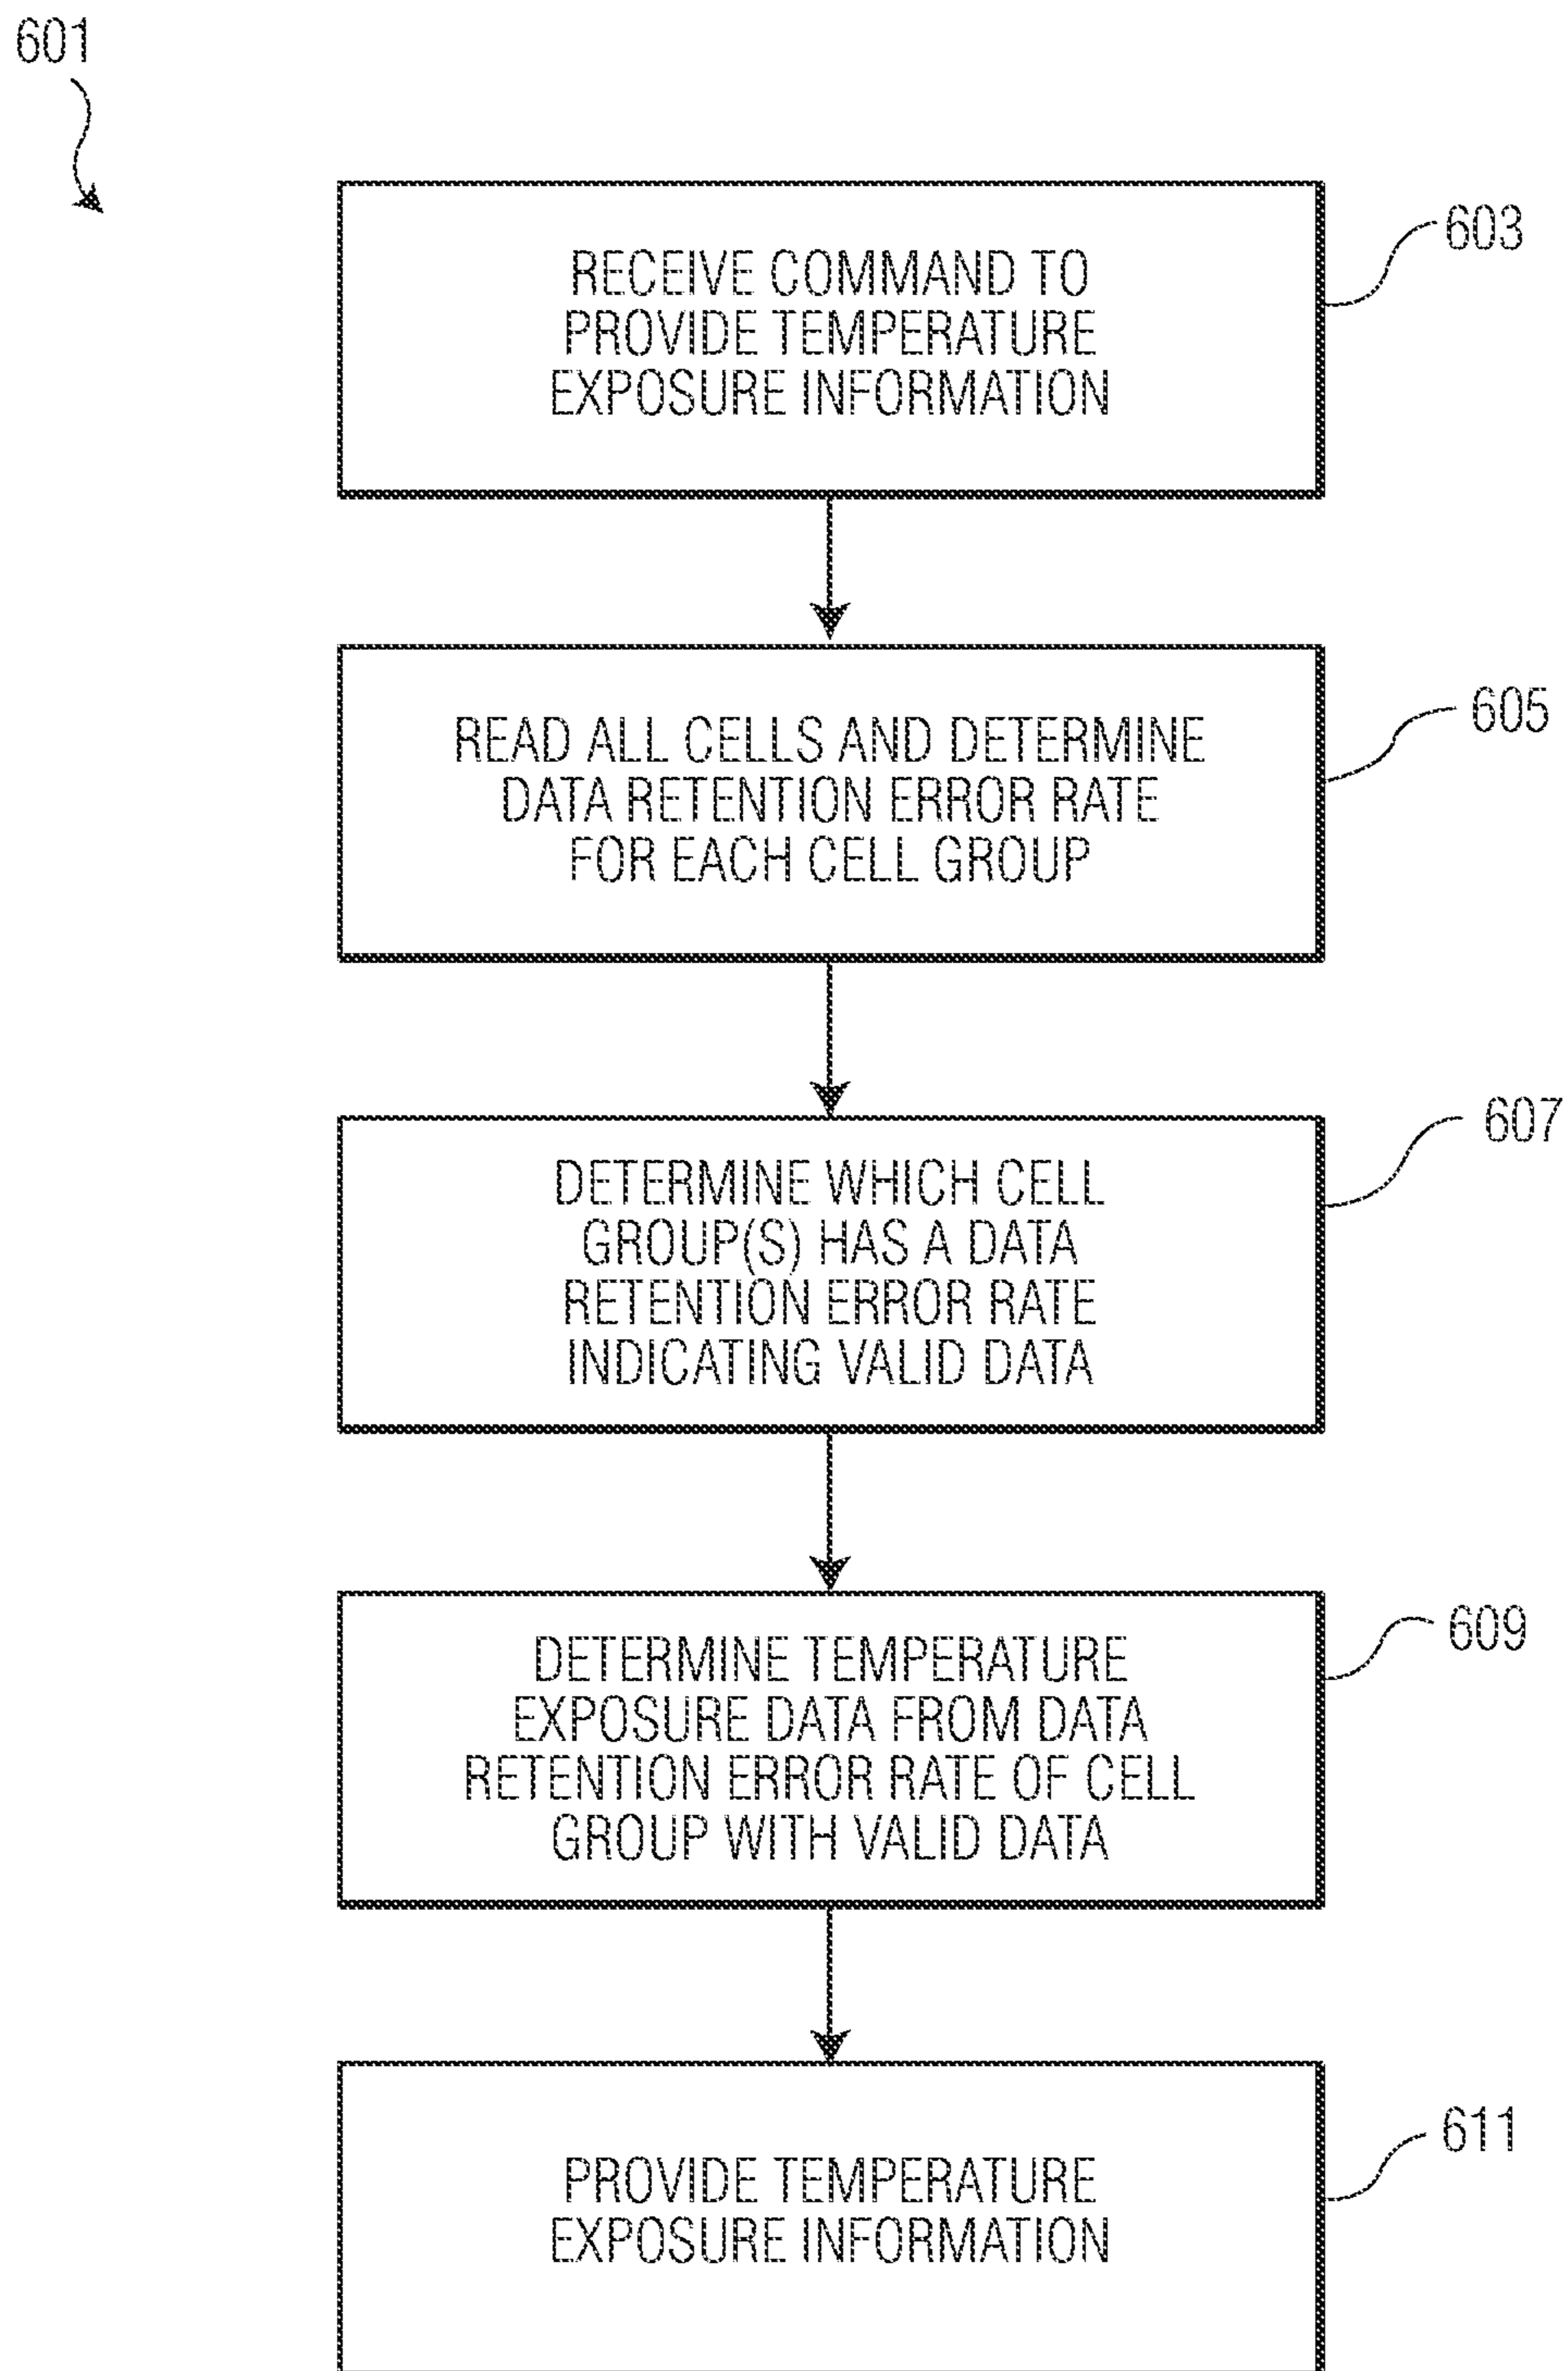 601
RECEIVE COMMAND TO
PROVIDE TEMPERATURE
EXPOSURE INFORMATION
603
READ ALL CELLS AND DETERMINE
DATA RETENTION ERROR RATE
FOR EACH CELL GROUP
605
DETERMINE WHICH CELL
GROUP(S) HAS A DATA
RETENTION ERROR RATE
INDICATING VALID DATA
607
DETERMINE TEMPERATURE
EXPOSURE DATA FROM DATA
RETENTION ERROR RATE OF CELL
GROUP WITH VALID DATA
609
PROVIDE TEMPERATURE
EXPOSURE INFORMATION
611